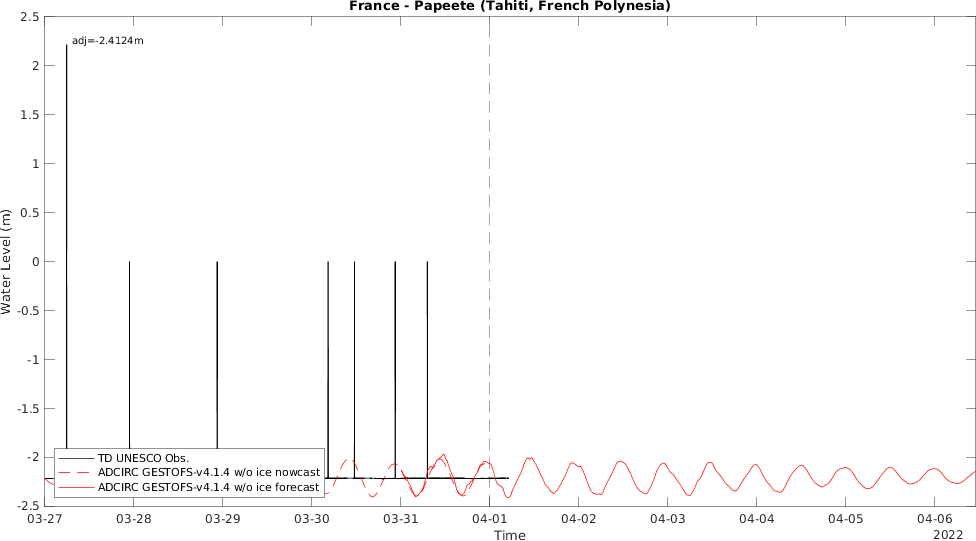 France - Papeete (Tahiti, French Polynesia)
adj=-2.4124m
Water Level (m)
2.5
2
1.5
1
0.5
0
-0.5
-1
-1.5
-2
-2.5
TD UNESCO Obs.
ADCIRC GESTOFS-v4.1.4 w/o ice nowcast
ADCIRC GESTOFS-v4.1.4 w/o ice forecast
03-27 03-28 03-29 03-30 03-31 04-01 04-02 04-03 04-04 04-05 04-06
Time
2022